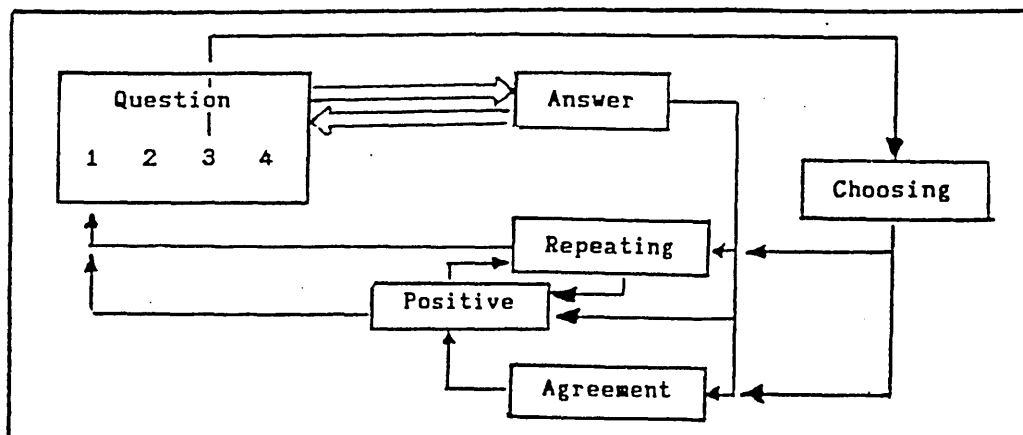 Question
Answer
1 2 3 4
Choosing
Repeating
Positive
Agreement